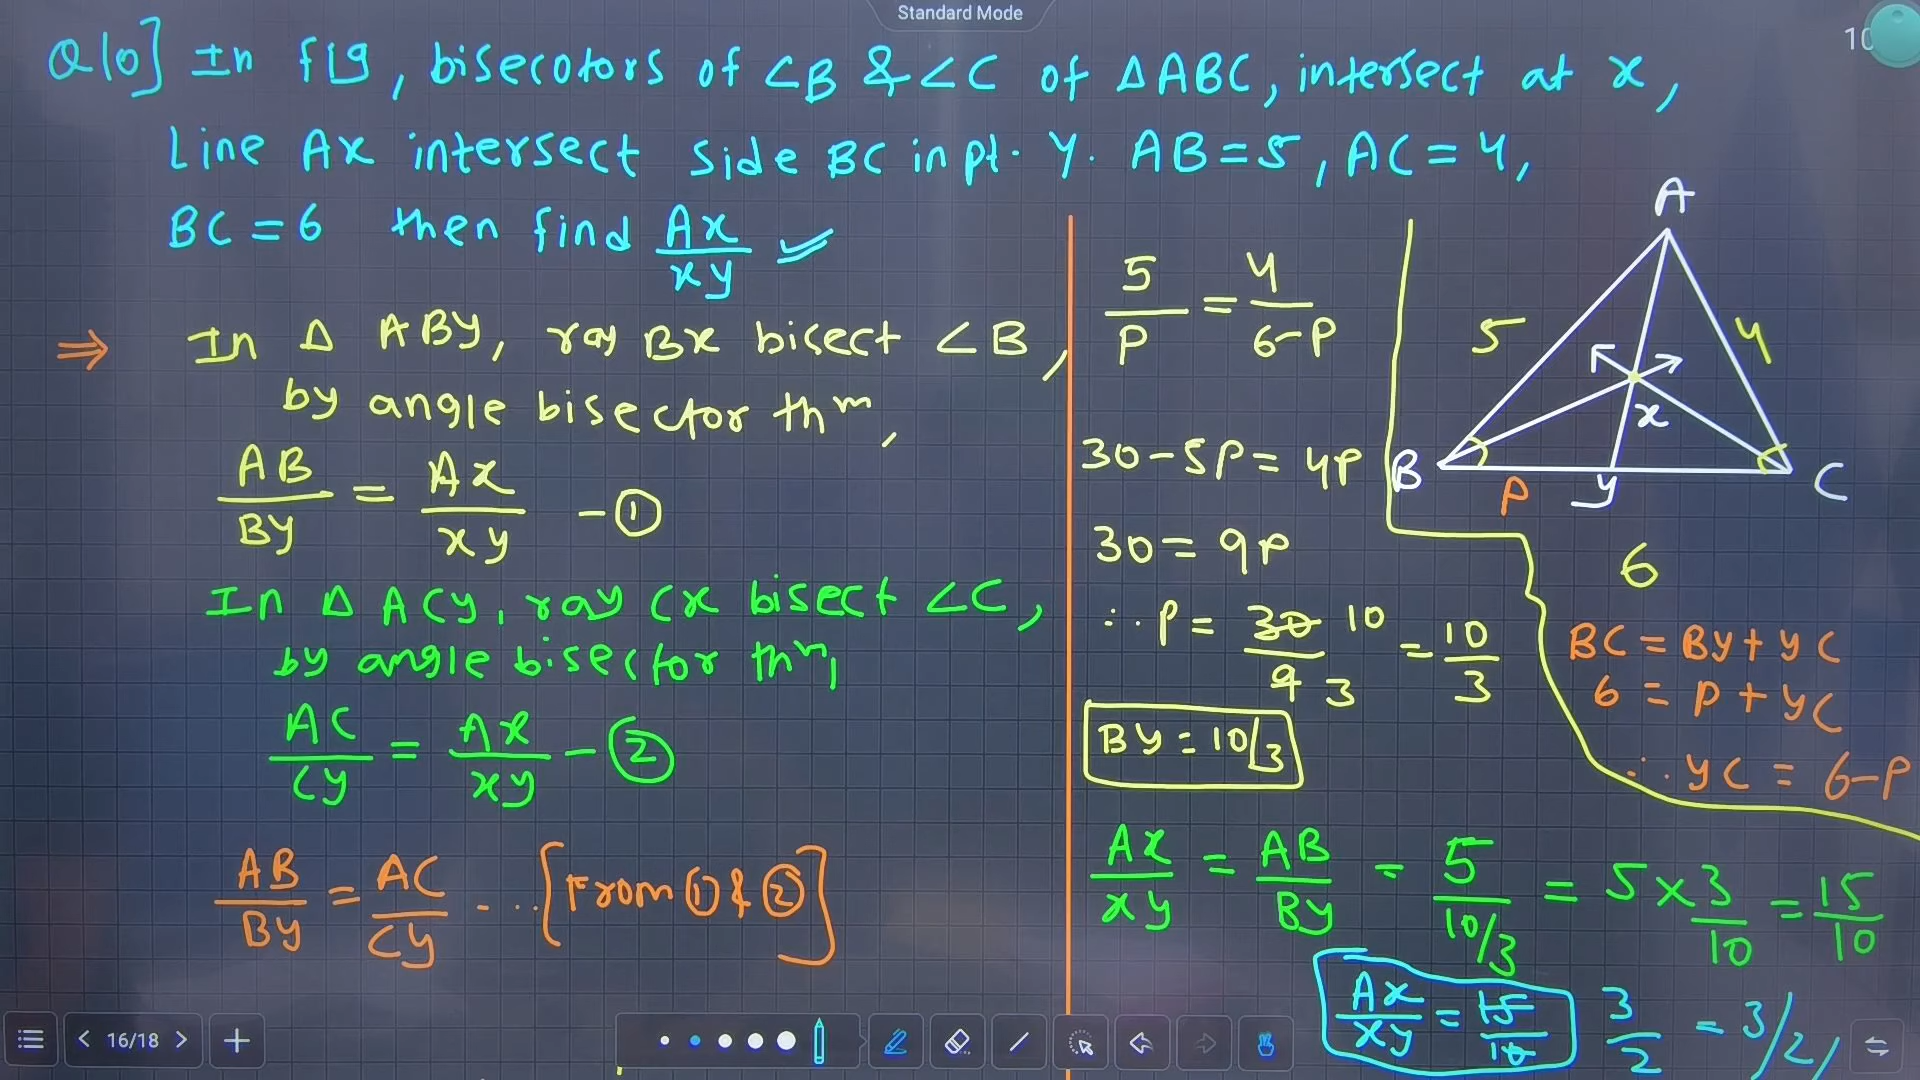 Standard Mode
10
Q10] In fig, bisecotors of ∠B & ∠C of ΔABC, intersect at x,
Line Ax intersect side BC in pt. y. AB = 5, AC = 4,
BC = 6 then find Ax/xy ✓
⇒ In Δ ABy, ray Bx bisect ∠B,
by angle bisector thm,
AB/By = Ax/xy - ①
In Δ ACy, ray Cx bisect ∠C,
by angle bisector thm,
AC/Cy = Ax/xy - ②
AB/By = AC/Cy ... [From ① & ②]
5/P = 4/6-P
30-5P = 4P
30 = 9P
∴ P = 30/9 10/3 = 10/3
By = 10/3
Ax/xy = AB/By = 5/10/3 = 5 × 3/10 = 15/10
Ax/xy = 15/10 3/2 = 3/2,
A
5
4
x
B
P
y
C
6
BC = By + yC
6 = P + yC
∴ yC = 6-P
16/18